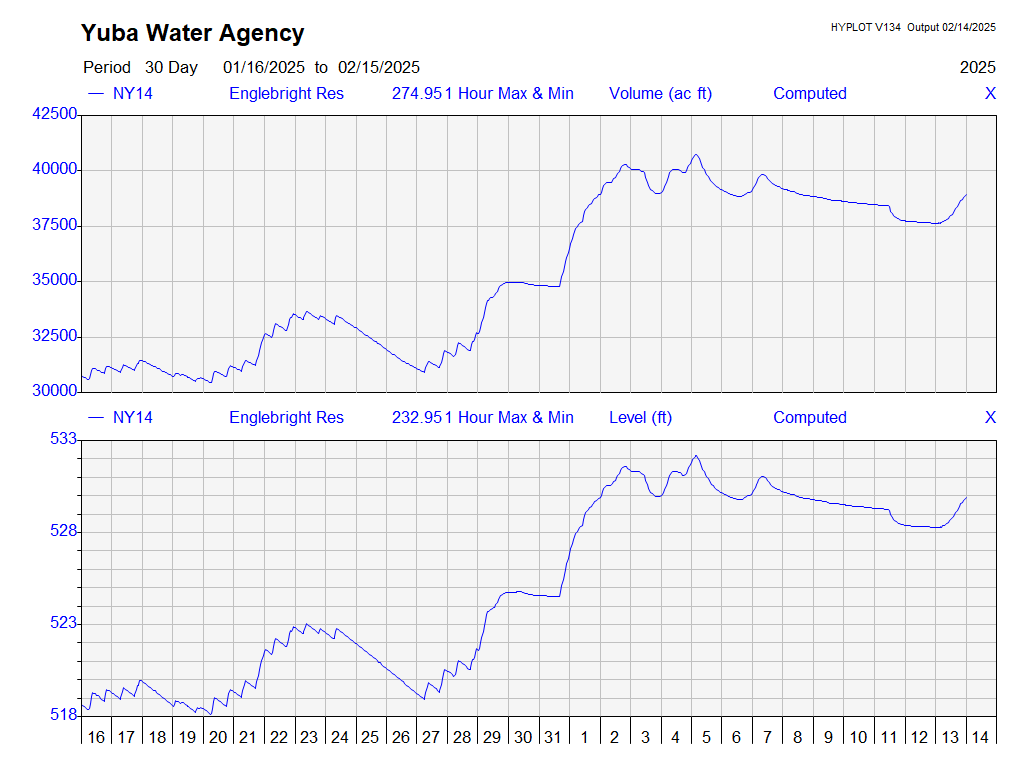 Yuba Water Agency
HYPLOT V134 Output 02/14/2025
Period 30 Day 01/16/2025 to 02/15/2025 2025
NY14 Englebright Res 274.951 Hour Max & Min Volume (ac ft) Computed X
42500
40000
37500
35000
32500
30000
NY14 Englebright Res 232.951 Hour Max & Min Level (ft) Computed X
533
528
523
518
16 17 18 19 20 21 22 23 24 25 26 27 28 29 30 31 1 2 3 4 5 6 7 8 9 10 11 12 13 14